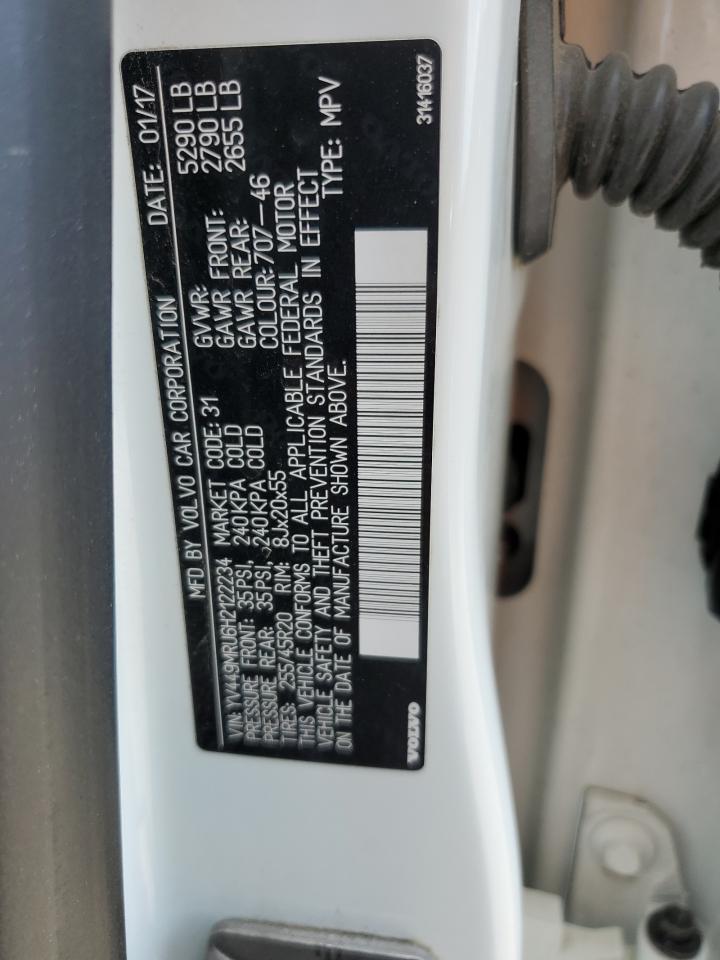 MFD BY VOLVO CAR CORPORATION DATE: 01/17
VIN: YV449MRU6H2122234 MARKET CODE: 31 GVWR: 5290 LB
PRESSURE FRONT: 35PSI, 240KPA COLD GAWR FRONT: 2790 LB
PRESSURE REAR: 35PSI, 240KPA COLD GAWR REAR: 2655 LB
TIRES: 255/45R20 RIM: 8Jx20x55 COLOUR: 707-46
THIS VEHICLE CONFORMS TO ALL APPLICABLE FEDERAL MOTOR
VEHICLE SAFETY AND THEFT PREVENTION STANDARDS IN EFFECT
ON THE DATE OF MANUFACTURE SHOWN ABOVE. TYPE: MPV
VOLVO 31416037